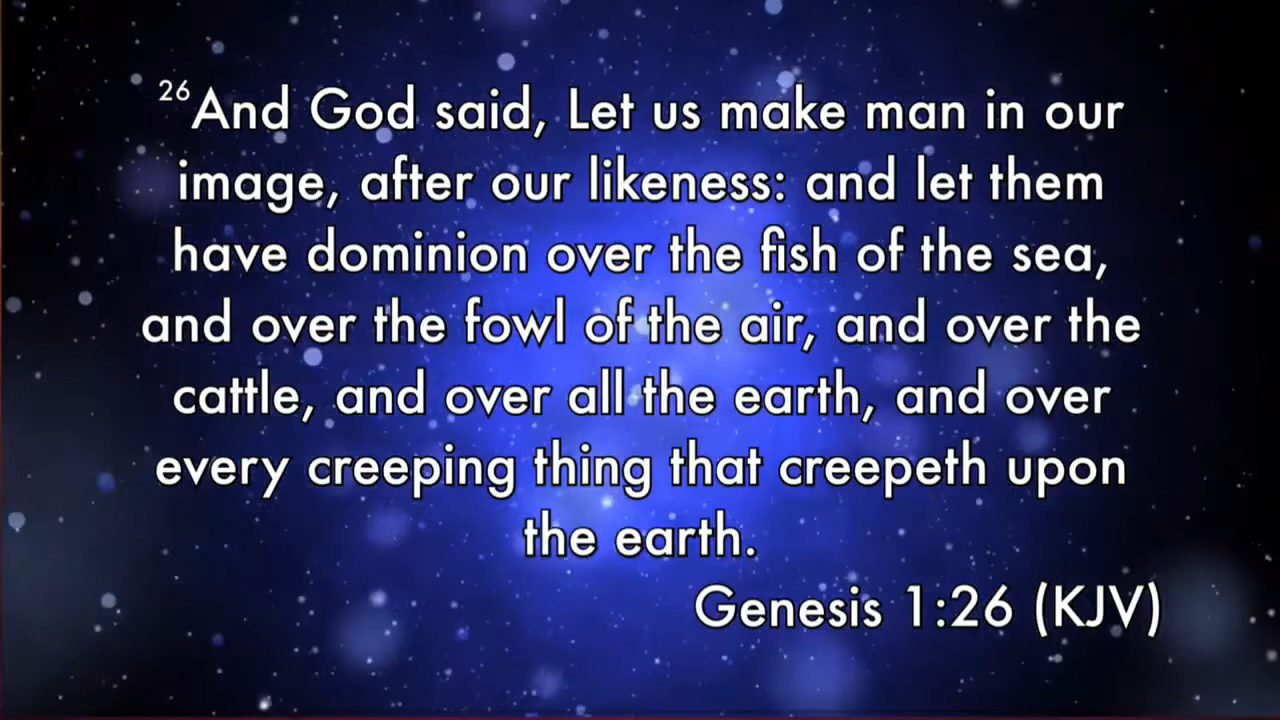 26And God said, Let us make man in our
image, after our likeness: and let them
have dominion over the fish of the sea,
and over the fowl of the air, and over the
cattle, and over all the earth, and over
every creeping thing that creepeth upon
the earth.
Genesis 1:26 (KJV)